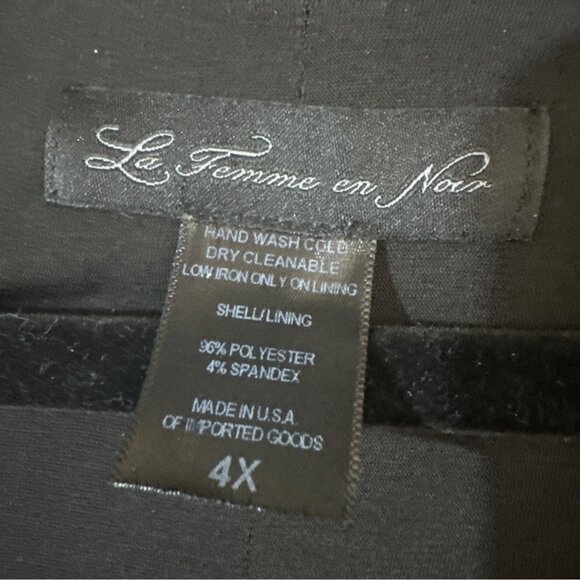 La Femme en Noir
HAND WASH COLD
DRY CLEANABLE
LOW IRON ONLY ON LINING
SHELL/LINING
96% POLYESTER
4% SPANDEX
MADE IN U.S.A.
OF IMPORTED GOODS
4X